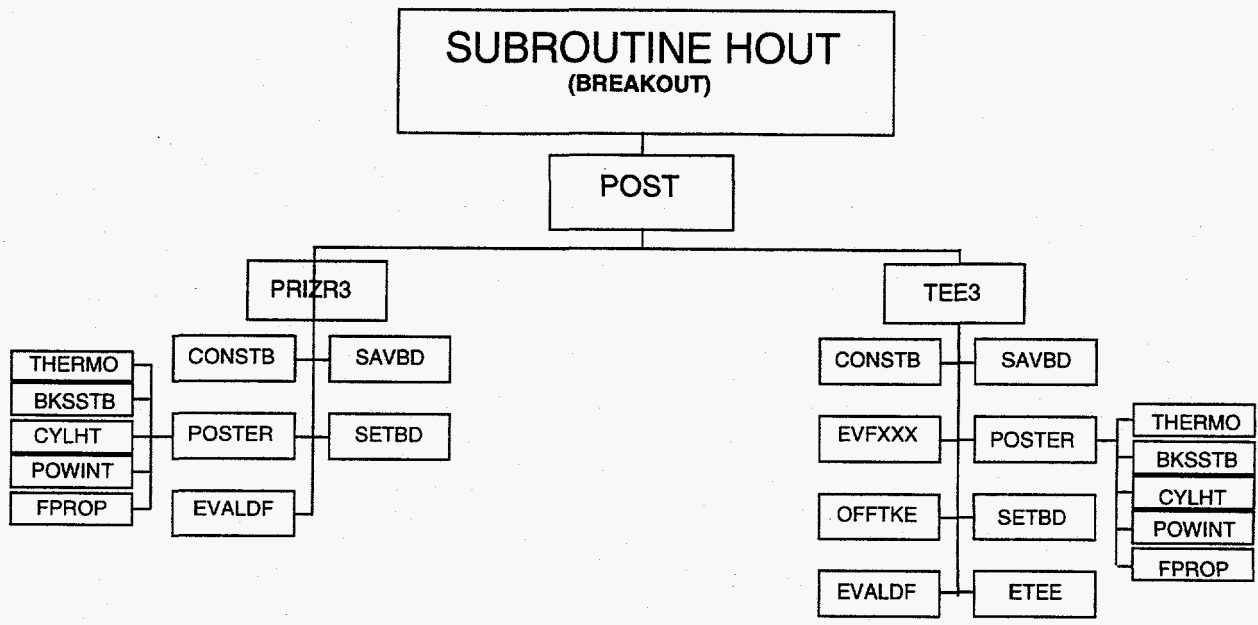 SUBROUTINE HOUT
(BREAKOUT)
POST
PRIZR3
CONSTB
SAVBD
THERMO
BKSSTB
CYLHT
POWINT
FPROP
POSTER
SETBD
EVALDF
TEE3
CONSTB
SAVBD
EVFXXX
POSTER
THERMO
BKSSTB
CYLHT
POWINT
FPROP
OFFTKE
SETBD
EVALDF
ETEE